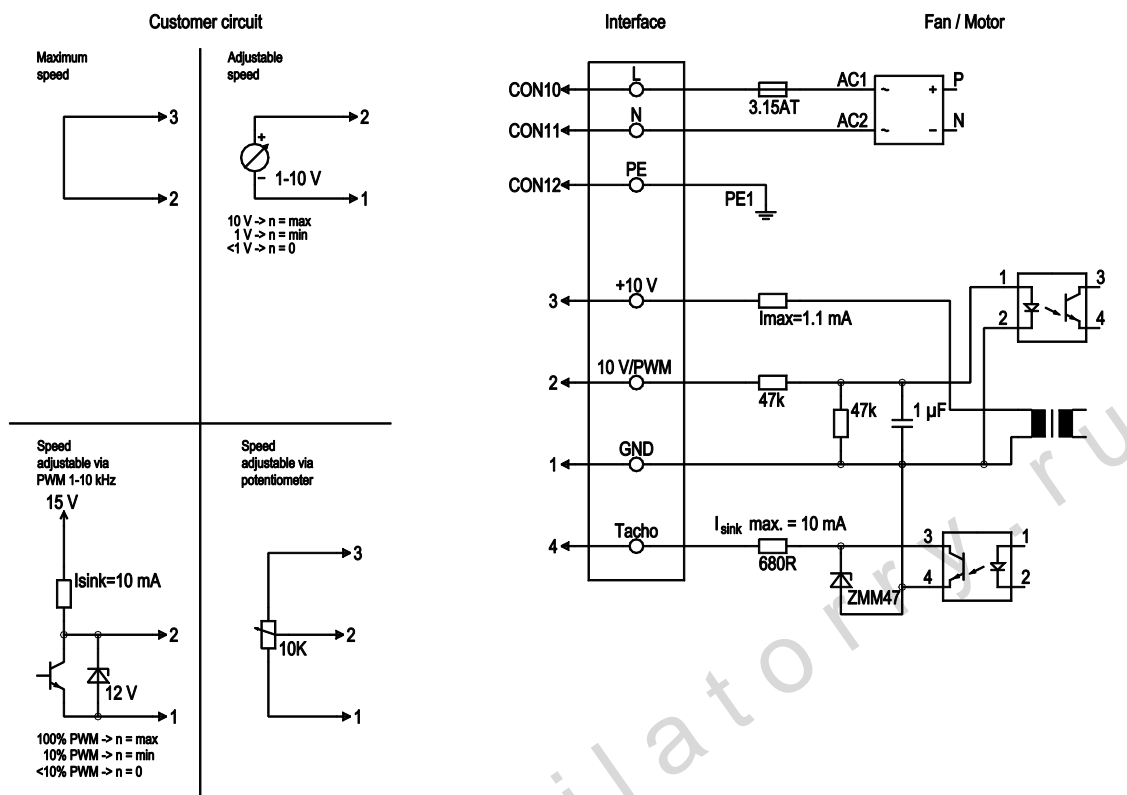 Customer circuit
Interface
Fan / Motor
Maximum
speed
3
2
Adjustable
speed
2
+
1-10 V
–
1
10 V -> n = max
1 V -> n = min
<1 V -> n = 0
Speed
adjustable via
PWM 1-10 kHz
15 V
Isink=10 mA
2
12 V
1
100% PWM -> n = max
10% PWM -> n = min
<10% PWM -> n = 0
Speed
adjustable via
potentiometer
3
2
10K
1
CON10
L
3.15AT
AC1
~
+
P
CON11
N
AC2
~
–
N
CON12
PE
PE1
3
+10 V
Imax=1.1 mA
1
2
3
4
2
10 V/PWM
47k
47k
1 µF
1
GND
4
Tacho
Isink max. = 10 mA
680R
ZMM47
3
4
1
2
ilatorry.ru